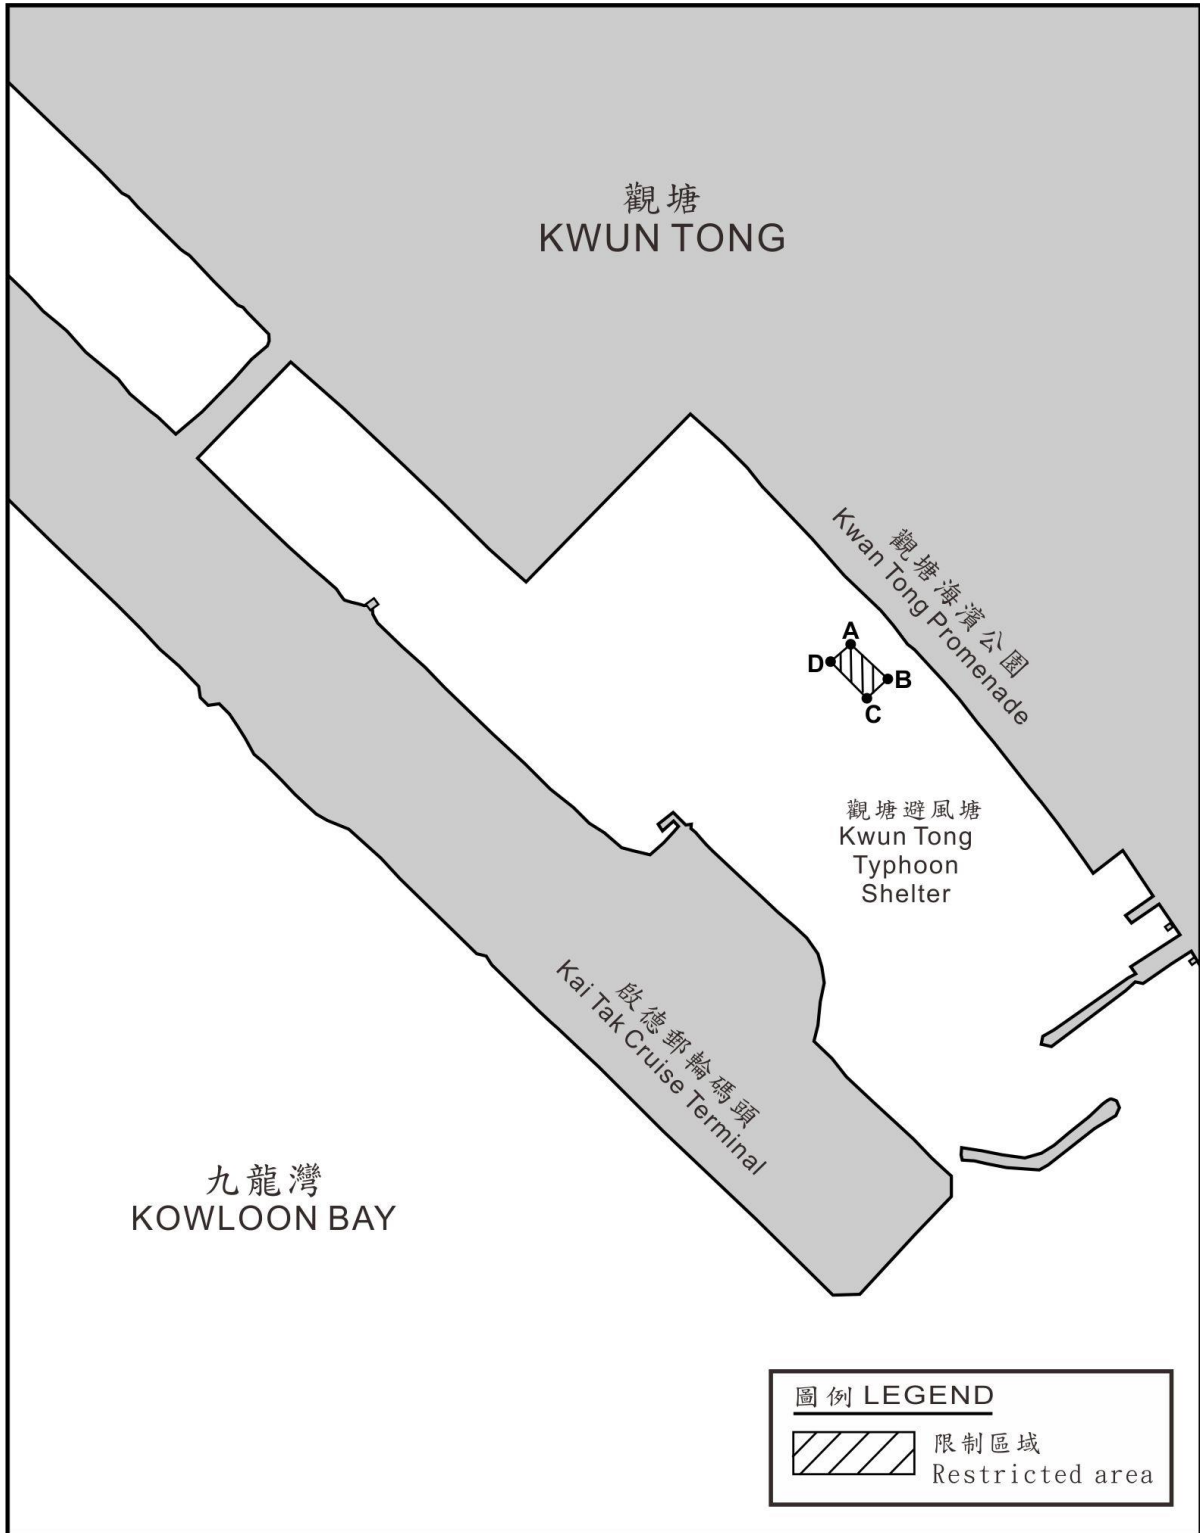 觀塘
KWUN TONG
觀塘海濱公園
Kwan Tong Promenade
A
D
B
C
觀塘避風塘
Kwun Tong
Typhoon
Shelter
啟德郵輪碼頭
Kai Tak Cruise Terminal
九龍灣
KOWLOON BAY
圖例 LEGEND
限制區域
Restricted area